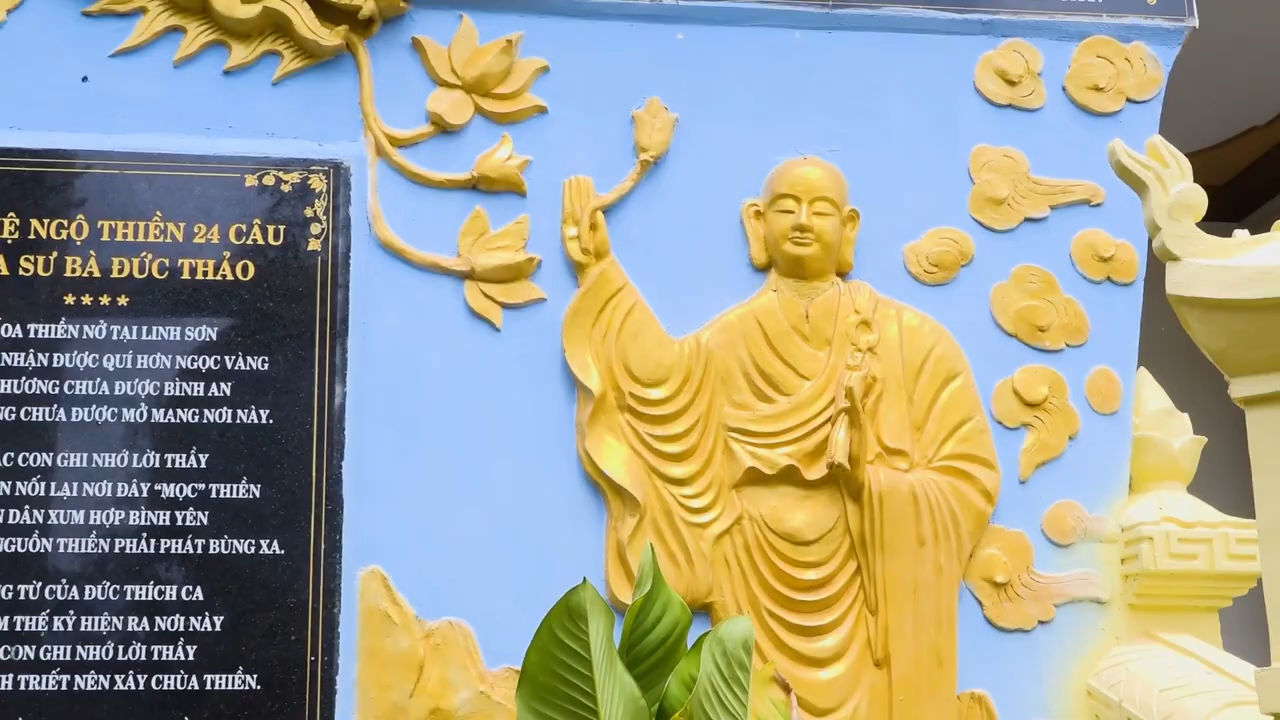 NGỘ THIỀN 24 CÂU
SƯ BÀ ĐỨC THẢO
****
THIỀN NỞ TẠI LINH SƠN
NHẬN ĐƯỢC QUÍ HƠN NGỌC VÀNG
HƯƠNG CHƯA ĐƯỢC BÌNH AN
CHƯA ĐƯỢC MỞ MANG NƠI NÀY.
CON GHI NHỚ LỜI THẦY
NỐI LẠI NƠI ĐÂY “MỌC” THIỀN
DÂN XUM HỢP BÌNH YÊN
NGUỒN THIỀN PHẢI PHÁT BÙNG XA.
TỪ CỦA ĐỨC THÍCH CA
THẾ KỶ HIỆN RA NƠI NÀY
CON GHI NHỚ LỜI THẦY
TRIẾT NÊN XÂY CHÙA THIỀN.